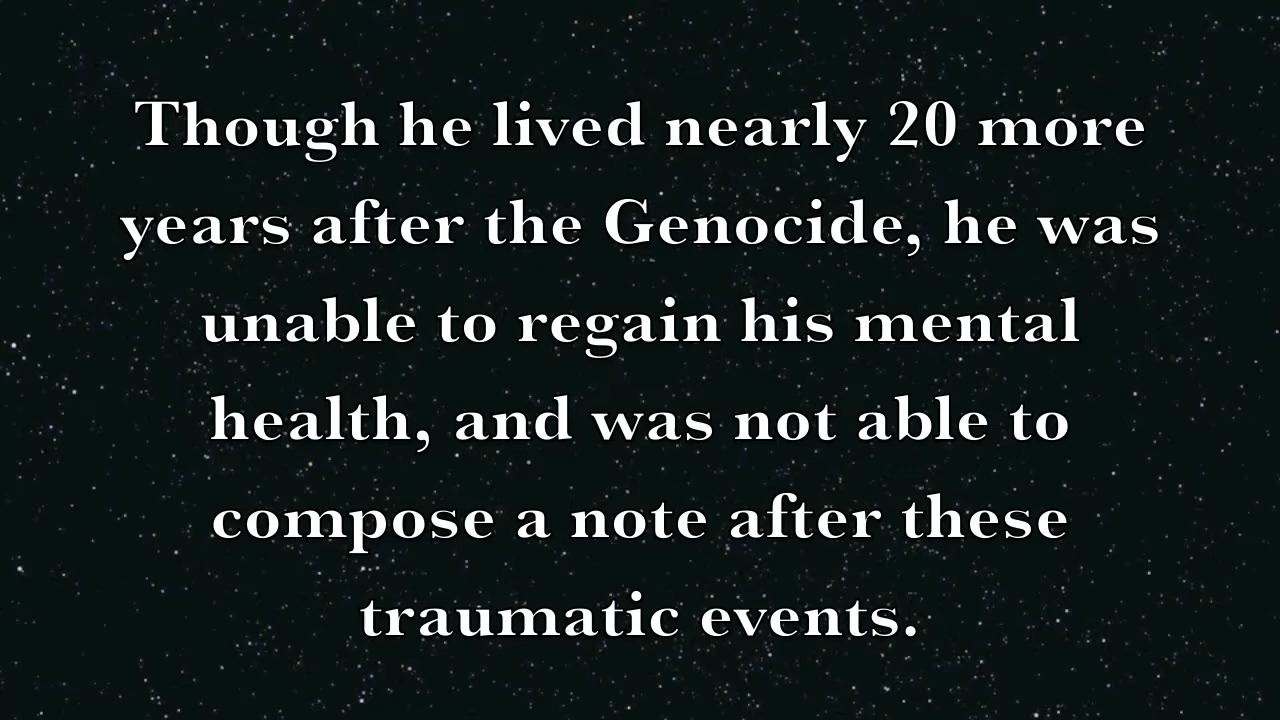 Though he lived nearly 20 more
years after the Genocide, he was
unable to regain his mental
health, and was not able to
compose a note after these
traumatic events.